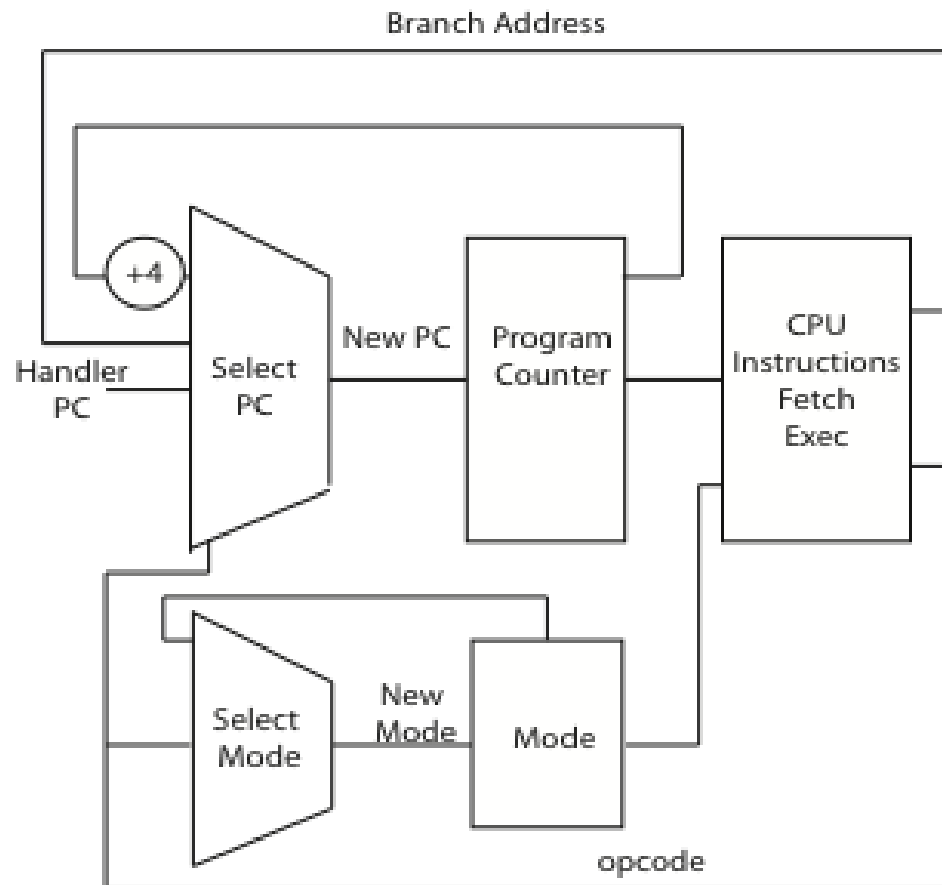 Branch Address
+4
Handler
PC
Select
PC
New PC
Program
Counter
CPU
Instructions
Fetch
Exec
Select
Mode
New
Mode
Mode
opcode